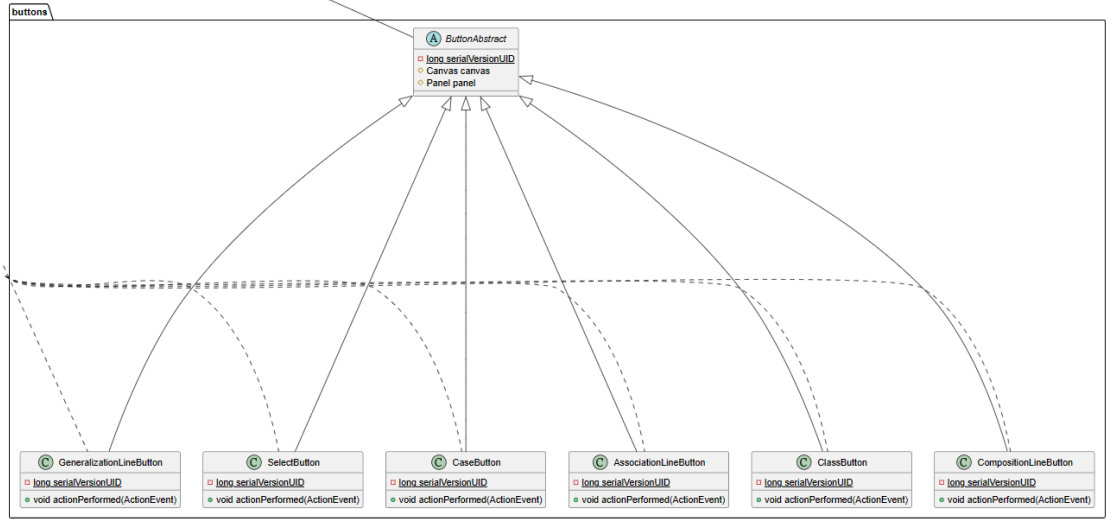 buttons
A ButtonAbstract
long serialVersionUID
Canvas canvas
Panel panel
C GeneralizationLineButton
long serialVersionUID
void actionPerformed(ActionEvent)
C SelectButton
long serialVersionUID
void actionPerformed(ActionEvent)
C CaseButton
long serialVersionUID
void actionPerformed(ActionEvent)
C AssociationLineButton
long serialVersionUID
void actionPerformed(ActionEvent)
C ClassButton
long serialVersionUID
void actionPerformed(ActionEvent)
C CompositionLineButton
long serialVersionUID
void actionPerformed(ActionEvent)